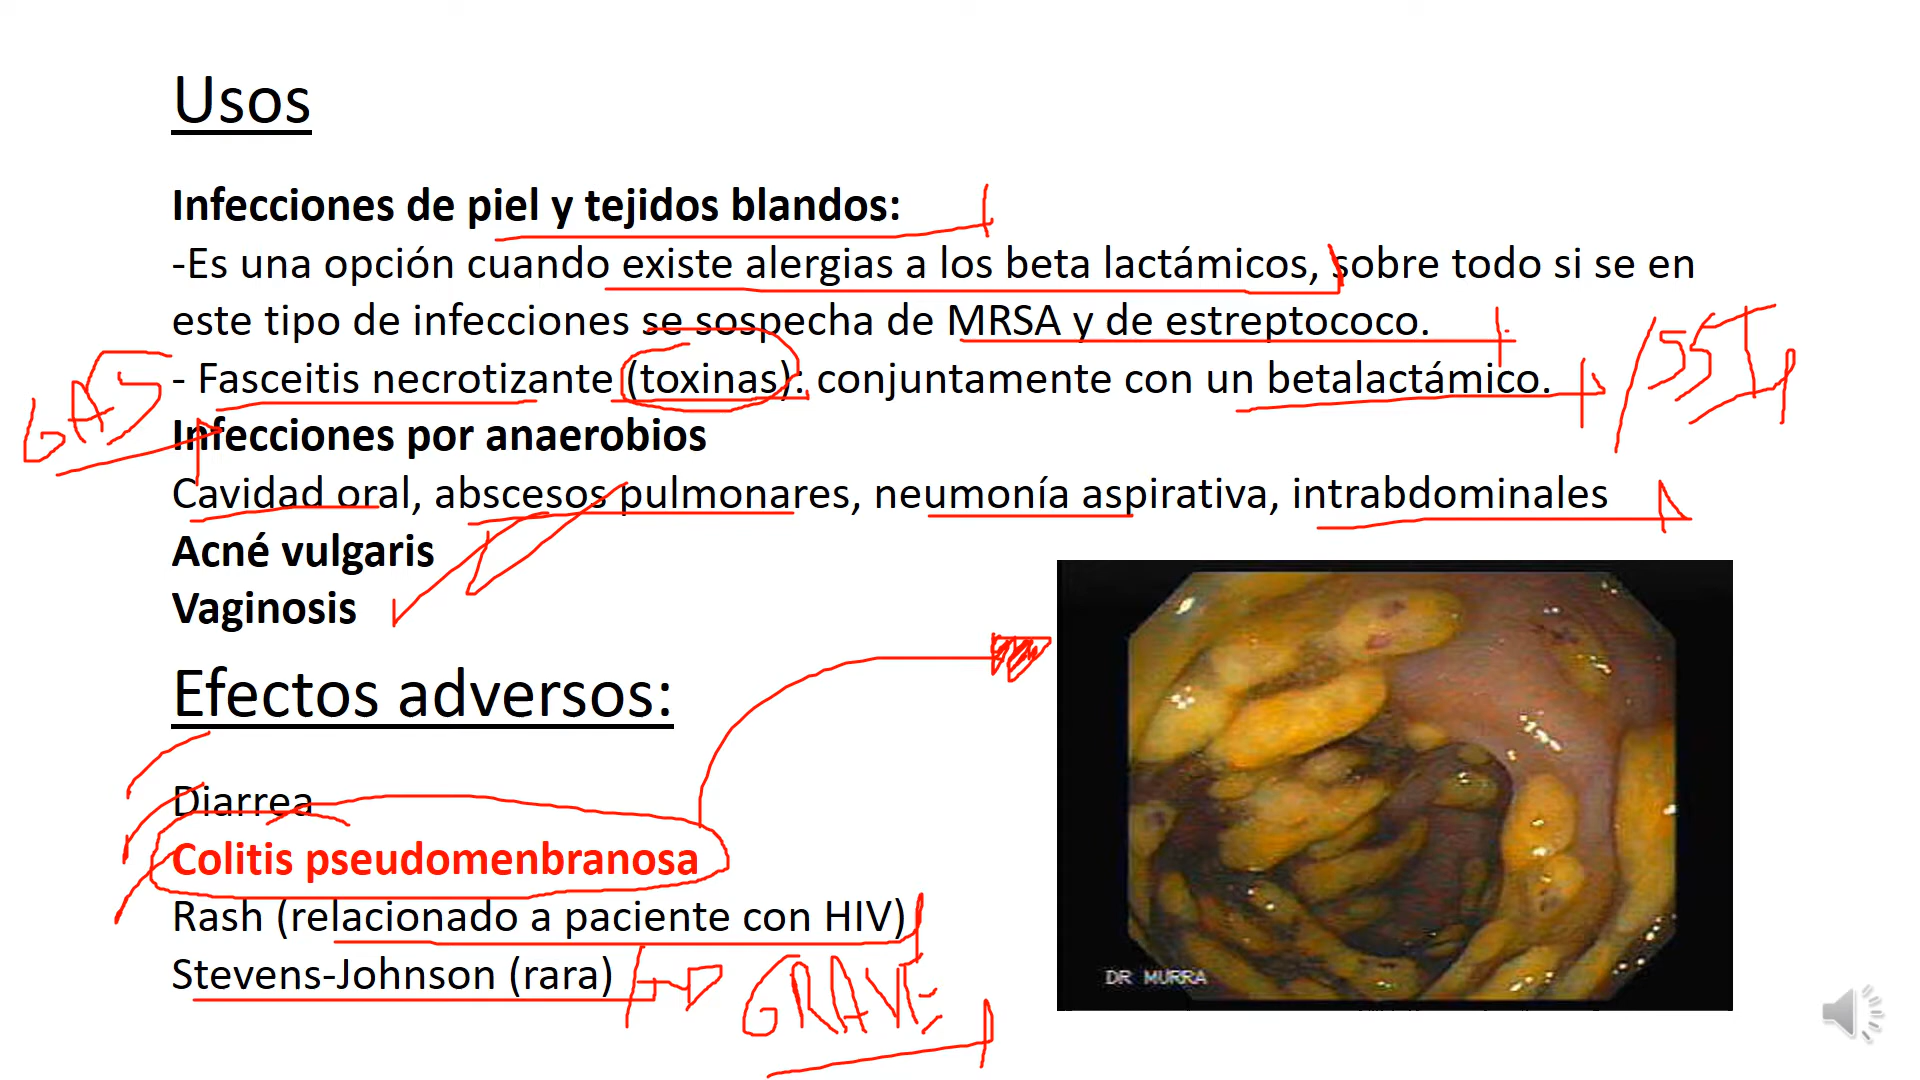 Usos
Infecciones de piel y tejidos blandos:
-Es una opción cuando existe alergias a los beta lactámicos, sobre todo si se en
este tipo de infecciones se sospecha de MRSA y de estreptococo.
- Fasceitis necrotizante (toxinas): conjuntamente con un betalactámico.
GAS
Infecciones por anaerobios
Cavidad oral, abscesos pulmonares, neumonía aspirativa, intrabdominales
Acné vulgaris
Vaginosis
Efectos adversos:
Diarrea
Colitis pseudomenbranosa
Rash (relacionado a paciente con HIV)
Stevens-Johnson (rara)
GRAVE
DR MURRA